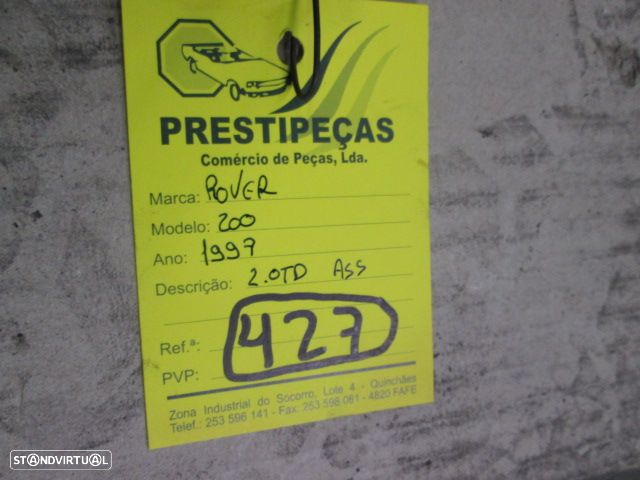 PRESTIPEÇAS
Comércio de Peças, Lda.
Marca: ROVER
Modelo: 200
Ano: 1997
Descrição: 2.0TD ASS
Ref.ª: 427
PVP:
Zona Industrial do Socorro, Lote 4 - Quinchães
Telef.: 253 596 141 - Fax: 253 598 061 - 4820 FAFE
STANDVIRTUAL